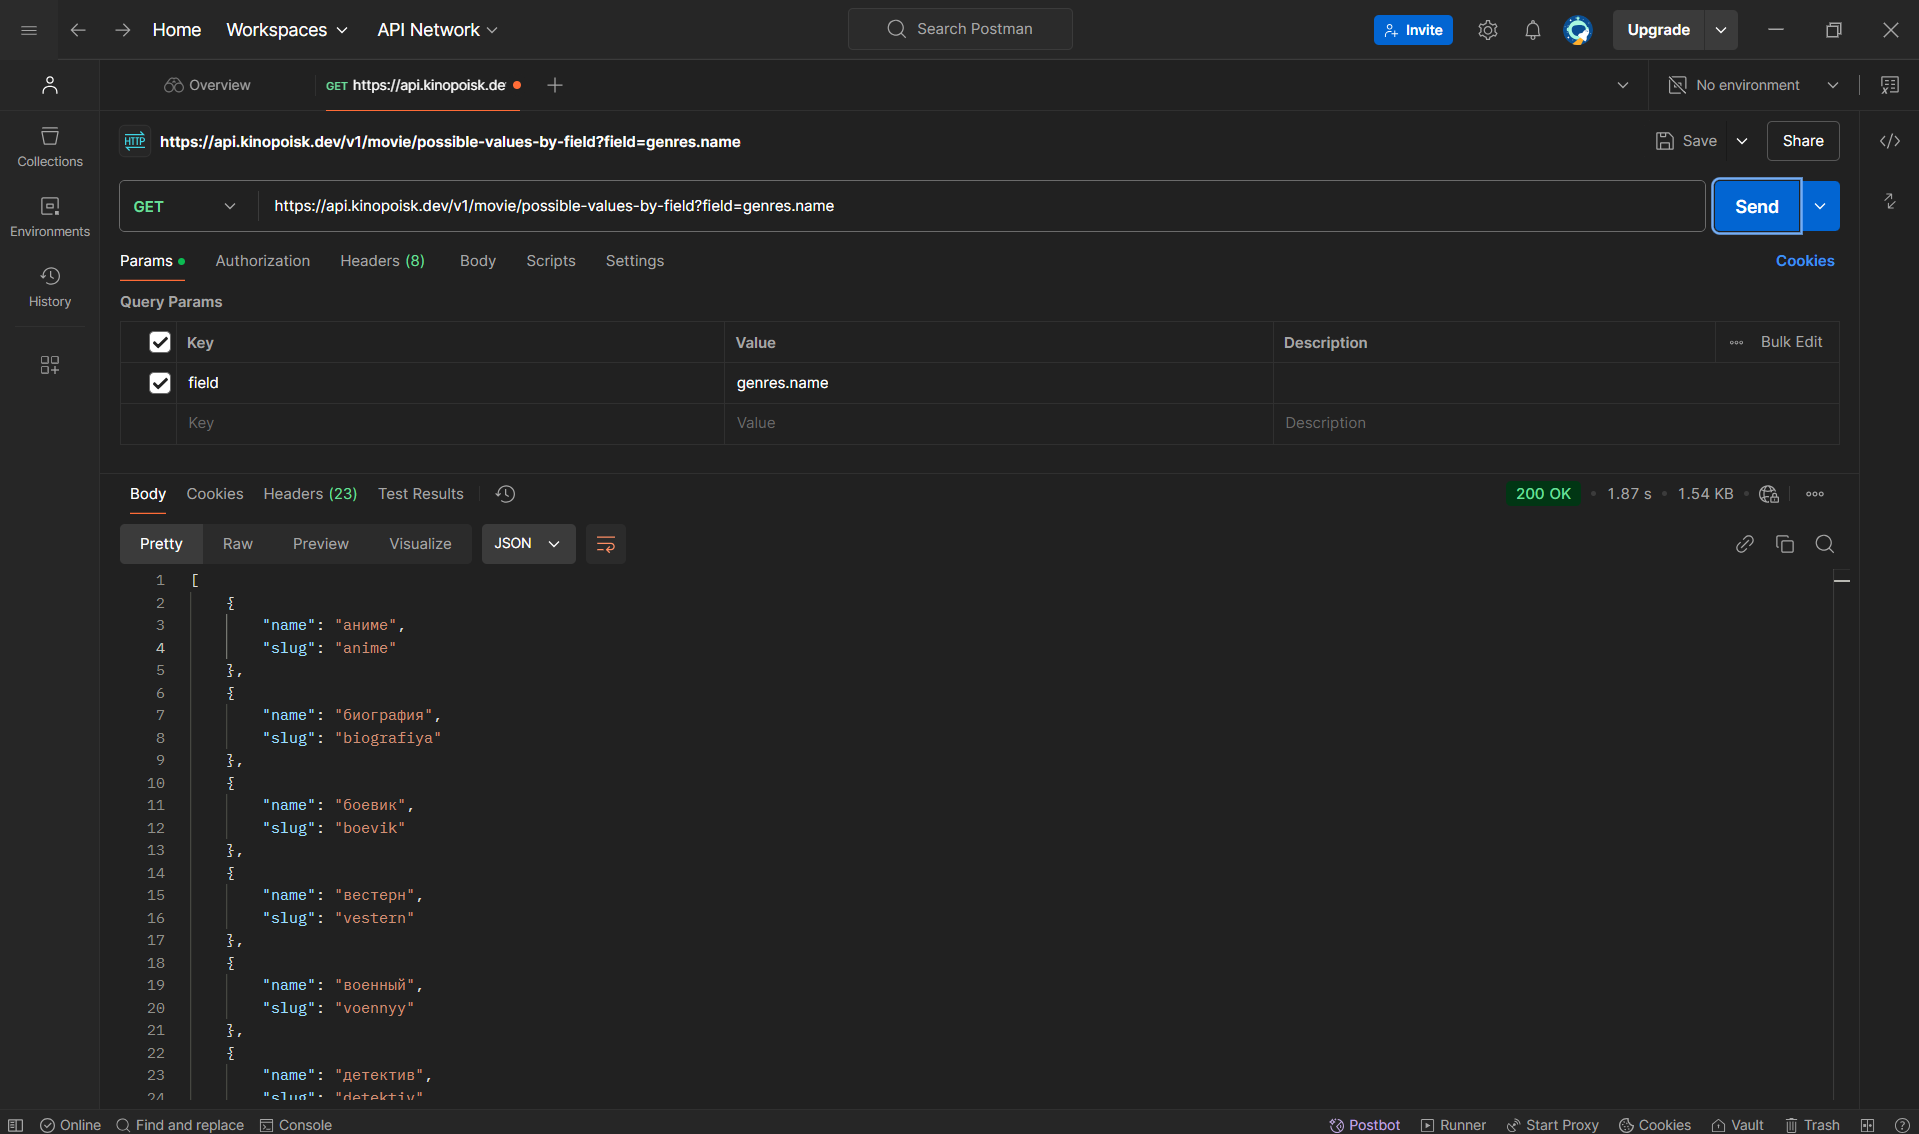 Home Workspaces API Network Search Postman Invite Upgrade
Overview GET https://api.kinopoisk.de No environment
HTTP https://api.kinopoisk.dev/v1/movie/possible-values-by-field?field=genres.name Save Share
Collections
GET https://api.kinopoisk.dev/v1/movie/possible-values-by-field?field=genres.name Send
Environments
Params Authorization Headers (8) Body Scripts Settings Cookies
History
Query Params
Key Value Description Bulk Edit
field genres.name
Key Value Description
Body Cookies Headers (23) Test Results 200 OK 1.87 s 1.54 KB
Pretty Raw Preview Visualize JSON
1 [
2 {
3 "name": "аниме",
4 "slug": "anime"
5 },
6 {
7 "name": "биография",
8 "slug": "biografiya"
9 },
10 {
11 "name": "боевик",
12 "slug": "boevik"
13 },
14 {
15 "name": "вестерн",
16 "slug": "vestern"
17 },
18 {
19 "name": "военный",
20 "slug": "voennyy"
21 },
22 {
23 "name": "детектив",
24 "slug": "detektiv"
Online Find and replace Console Postbot Runner Start Proxy Cookies Vault Trash